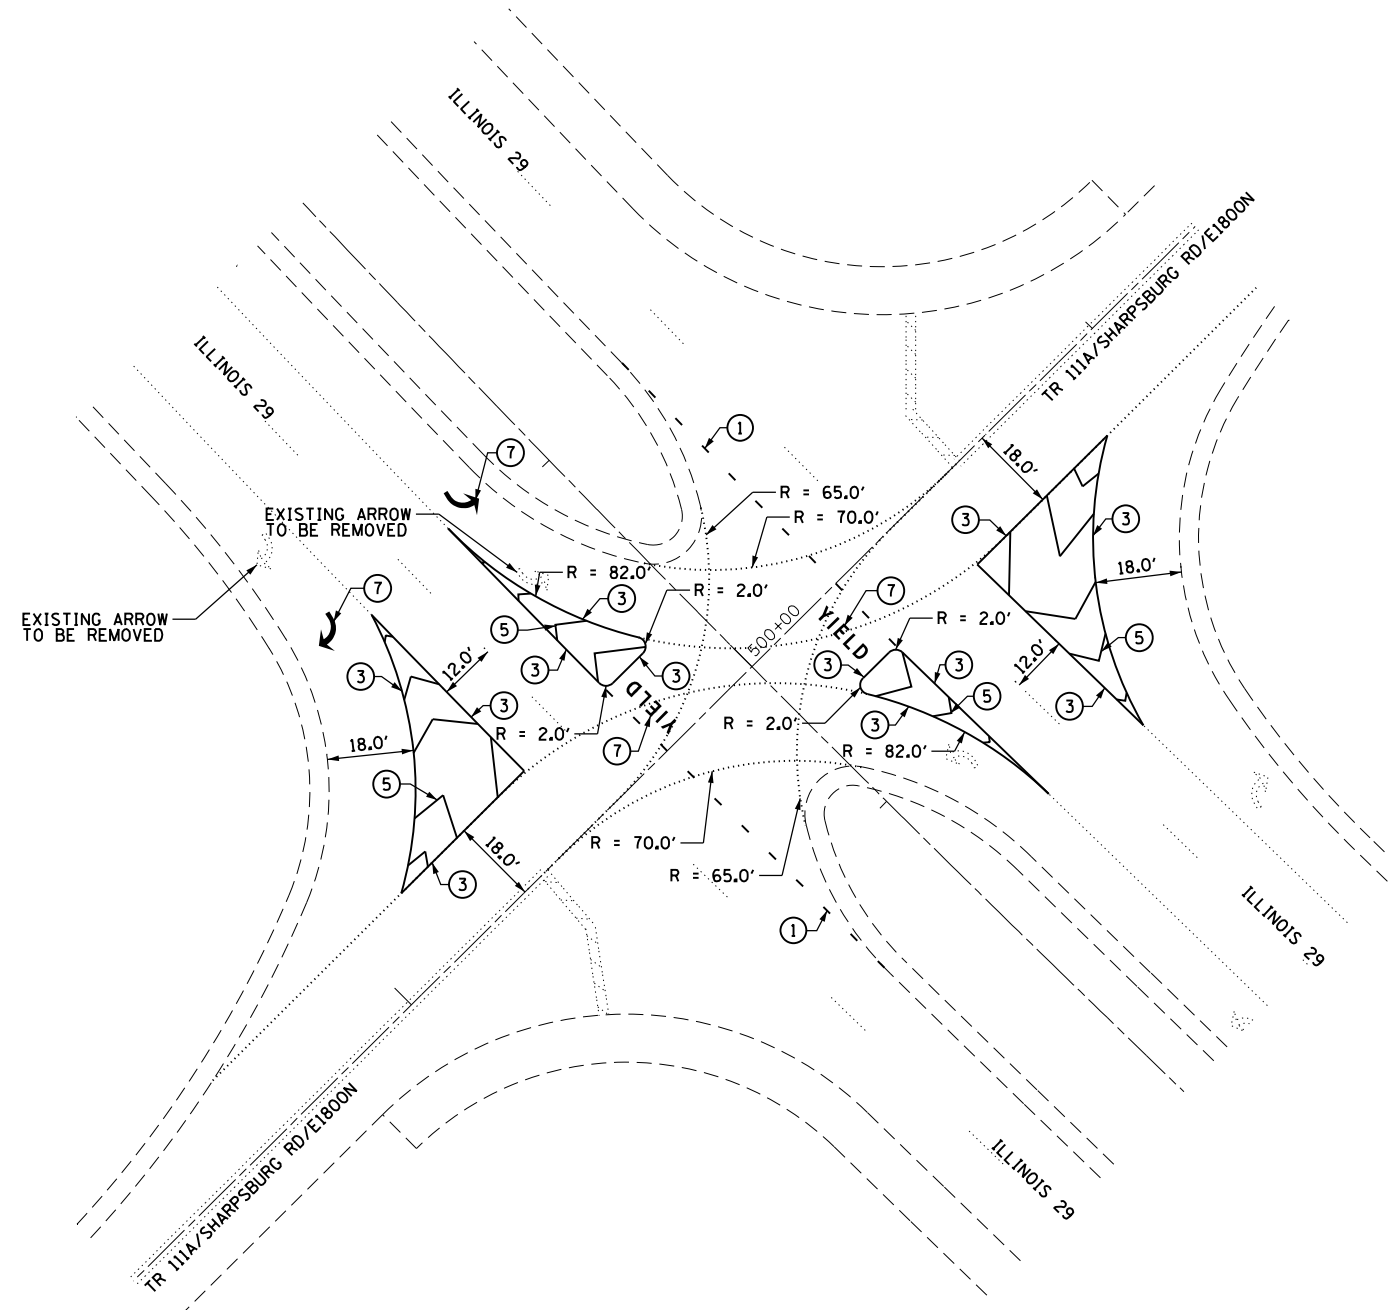 ILLINOIS 29
TR 111A/SHARPSBURG RD/E1800N
ILLINOIS 29
1
7
R = 65.0'
R = 70.0'
18.0'
EXISTING ARROW
TO BE REMOVED
3
3
R = 82.0'
18.0'
R = 2.0'
7
7
3
EXISTING ARROW
TO BE REMOVED
500+00
YIELD
R = 2.0'
5
5
12.0'
3
3
3
12.0'
3
3
YIELD
3
3
R = 2.0'
R = 2.0'
3
3
18.0'
7
R = 82.0'
5
R = 70.0'
18.0'
R = 65.0'
3
1
ILLINOIS 29
TR 111A/SHARPSBURG RD/E1800N
ILLINOIS 29